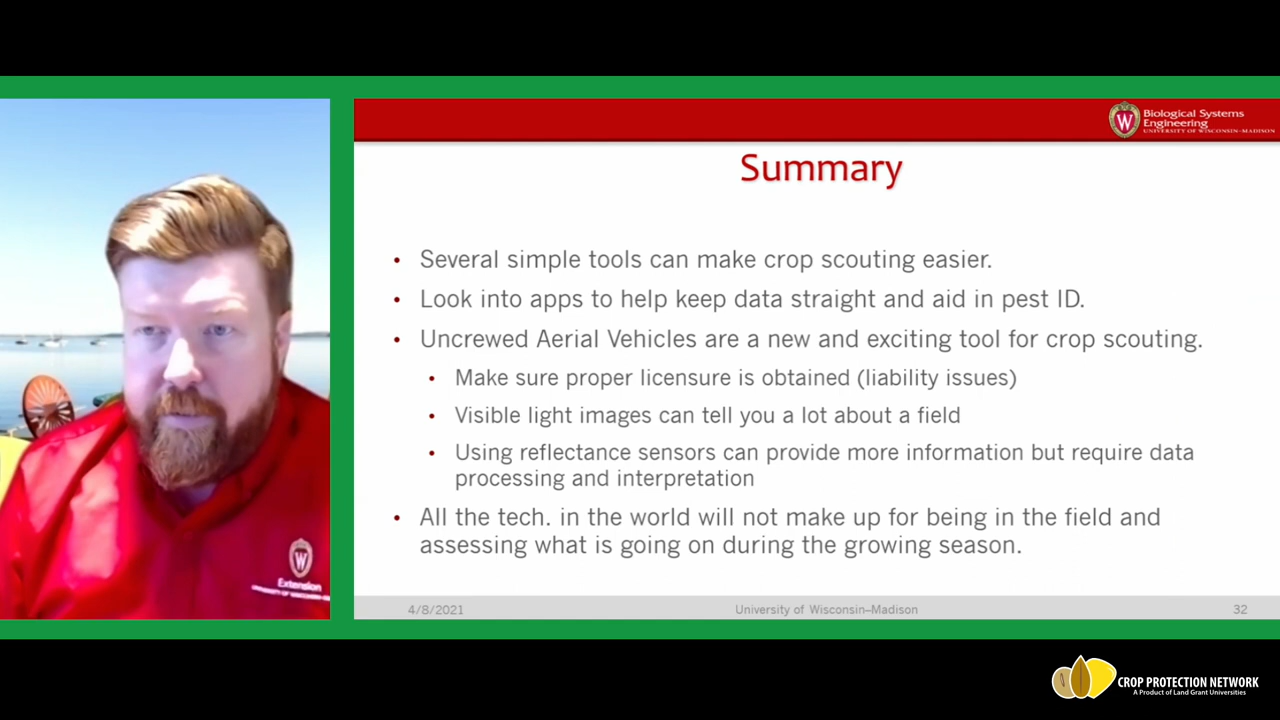 Biological Systems
Engineering
UNIVERSITY OF WISCONSIN–MADISON
Summary
• Several simple tools can make crop scouting easier.
• Look into apps to help keep data straight and aid in pest ID.
• Uncrewed Aerial Vehicles are a new and exciting tool for crop scouting.
• Make sure proper licensure is obtained (liability issues)
• Visible light images can tell you a lot about a field
• Using reflectance sensors can provide more information but require data
processing and interpretation
• All the tech. in the world will not make up for being in the field and
assessing what is going on during the growing season.
4/8/2021
University of Wisconsin–Madison
32
W
Extension
CROP PROTECTION NETWORK
A Product of Land Grant Universities